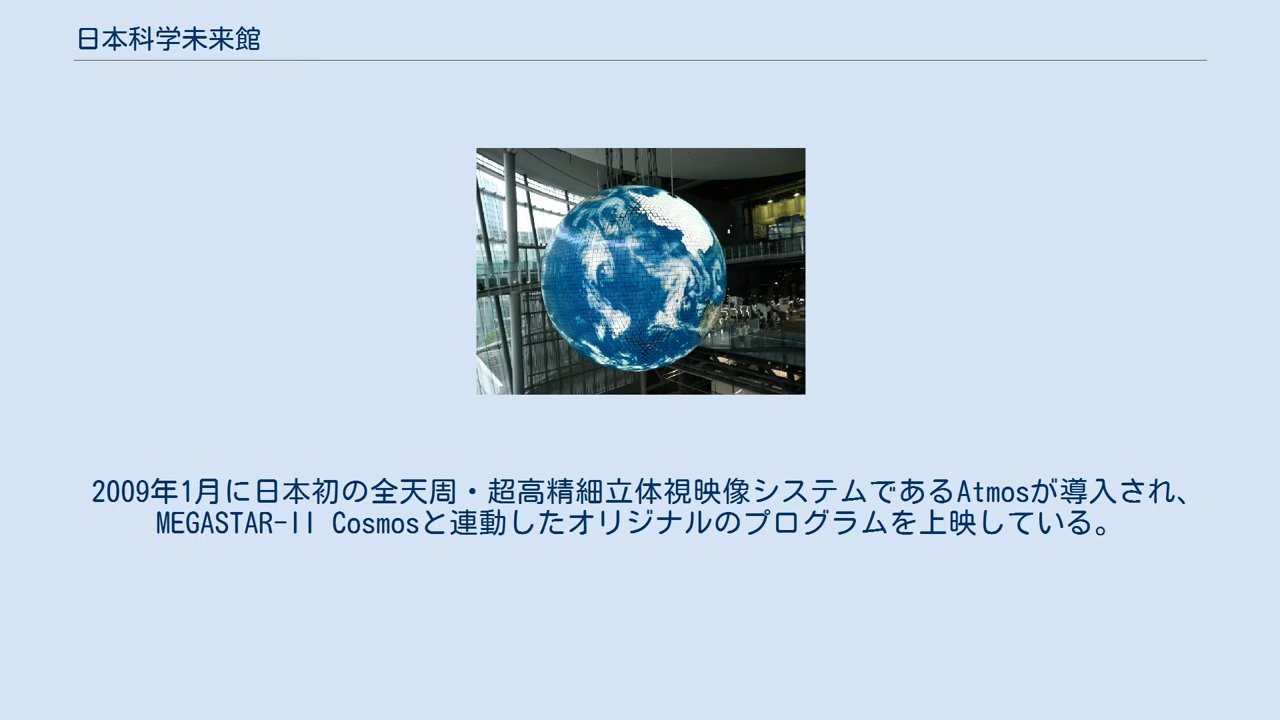 日本科学未来館
2009年1月に日本初の全天周・超高精細立体視映像システムであるAtmosが導入され、
MEGASTAR-II Cosmosと連動したオリジナルのプログラムを上映している。